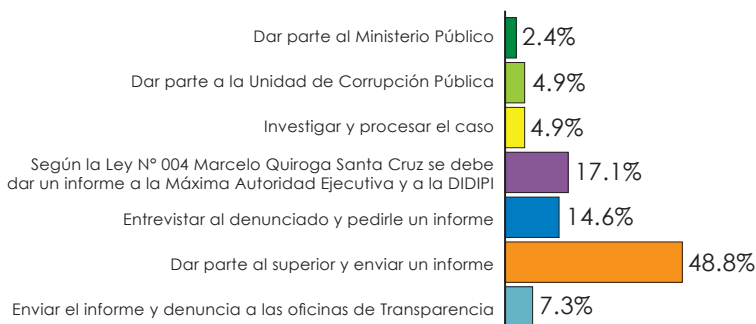 Dar parte al Ministerio Público 2.4%
Dar parte a la Unidad de Corrupción Pública 4.9%
Investigar y procesar el caso 4.9%
Según la Ley Nº 004 Marcelo Quiroga Santa Cruz se debe
dar un informe a la Máxima Autoridad Ejecutiva y a la DIDIPI 17.1%
Entrevistar al denunciado y pedirle un informe 14.6%
Dar parte al superior y enviar un informe 48.8%
Enviar el informe y denuncia a las oficinas de Transparencia 7.3%